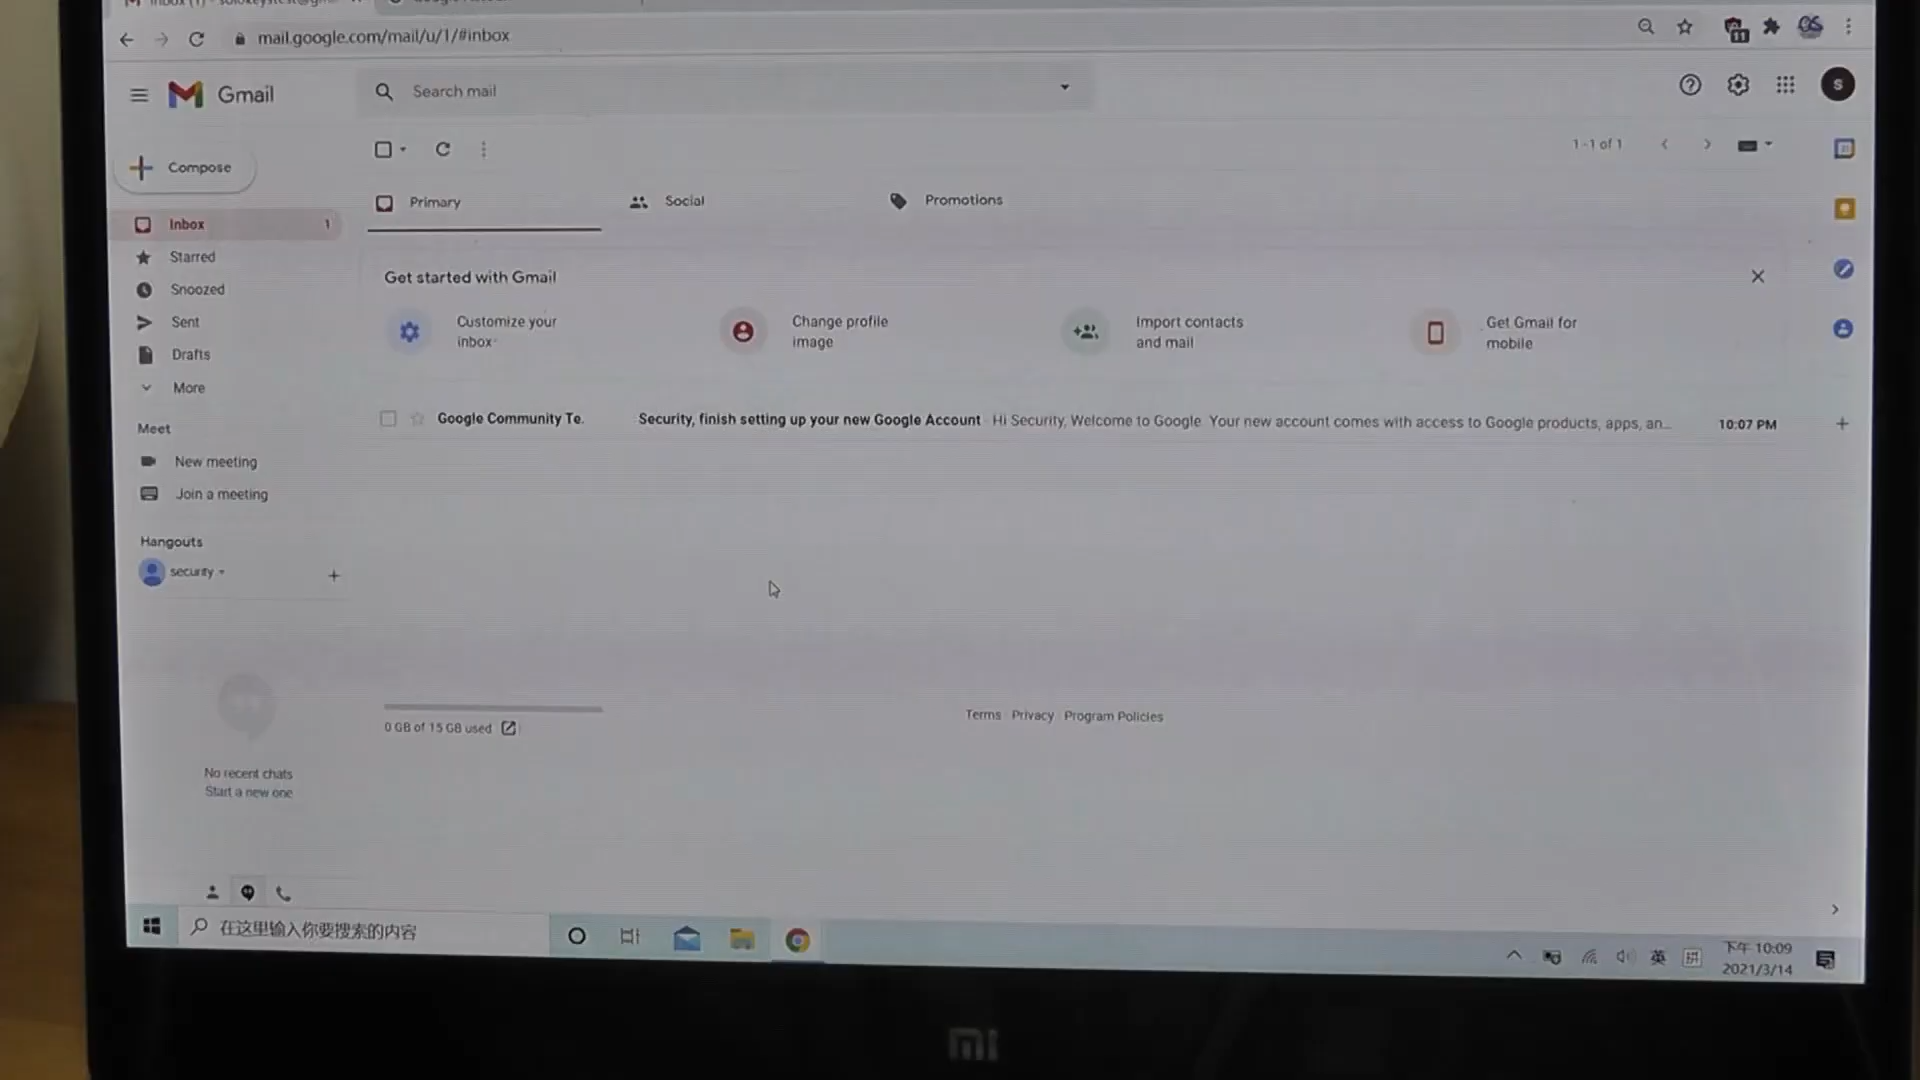 mail.google.com/mail/u/1/#inbox
11
Gmail
Search mail
S
Compose
1-1 of 1
Primary
Social
Promotions
Inbox
1
Starred
Snoozed
Sent
Drafts
More
Get started with Gmail
Customize your
inbox
Change profile
image
Import contacts
and mail
Get Gmail for
mobile
Google Community Te.
Security, finish setting up your new Google Account - Hi Security, Welcome to Google. Your new account comes with access to Google products, apps, an...
10:07 PM
Meet
New meeting
Join a meeting
Hangouts
security
0 GB of 15 GB used
Terms · Privacy · Program Policies
No recent chats
Start a new one
在这里输入你要搜索的内容
英
拼
下午 10:09
2021/3/14
mi